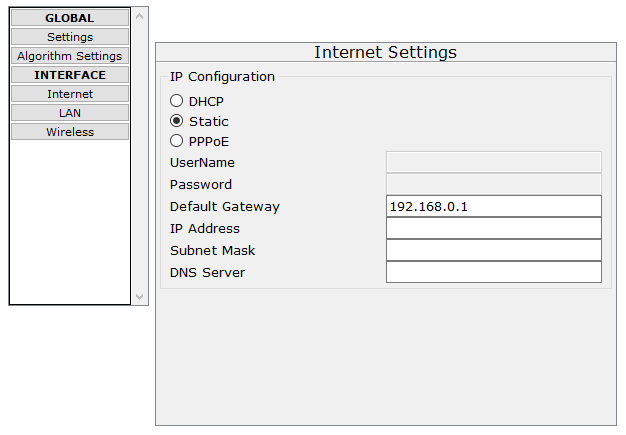 GLOBAL
Settings
Algorithm Settings
INTERFACE
Internet
LAN
Wireless
Internet Settings
IP Configuration
DHCP
Static
PPPoE
UserName
Password
Default Gateway 192.168.0.1
IP Address
Subnet Mask
DNS Server